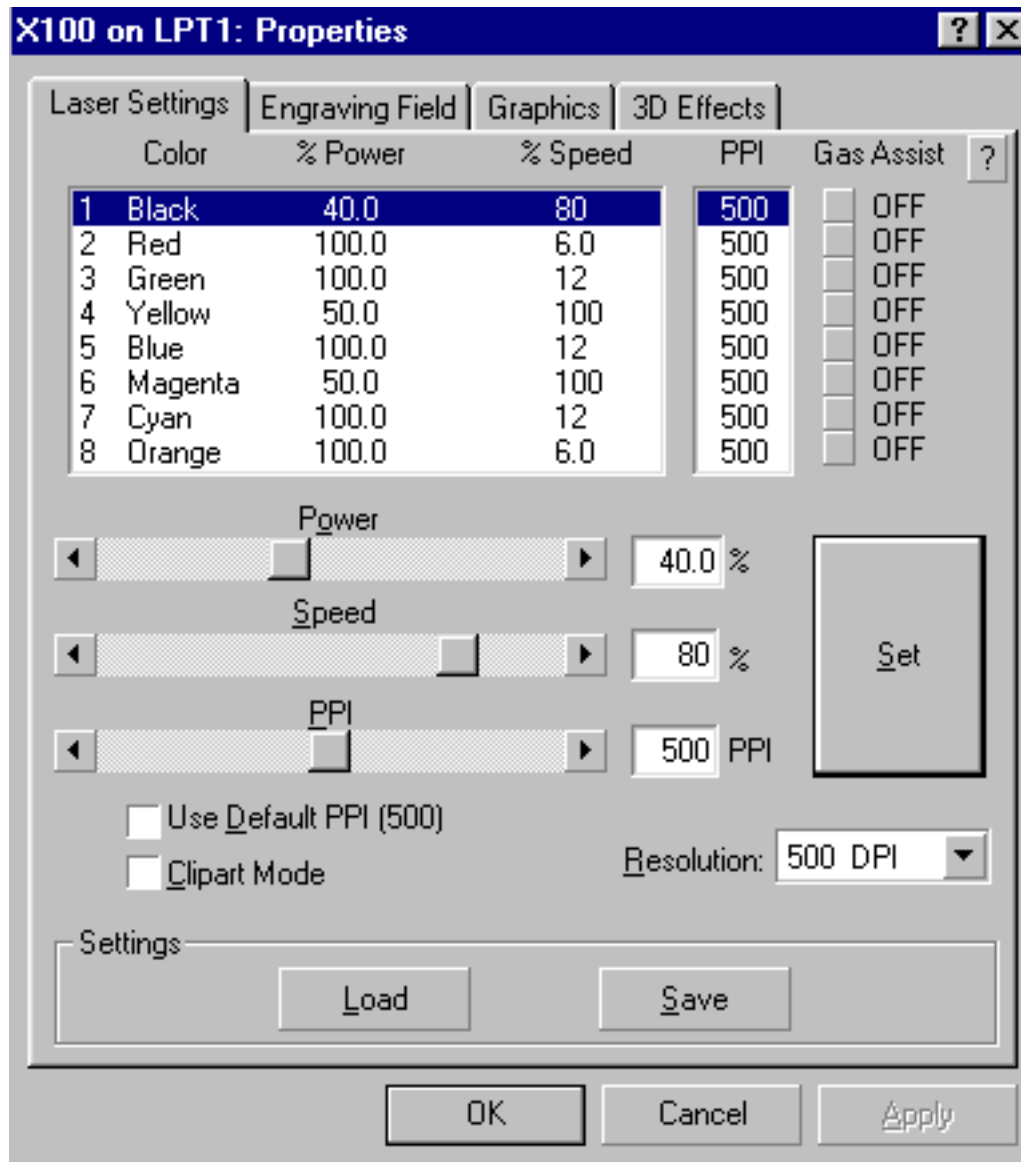 X100 on LPT1: Properties ? X
Laser Settings Engraving Field Graphics 3D Effects
Color % Power % Speed PPI Gas Assist ?
1 Black 40.0 80 500 OFF
2 Red 100.0 6.0 500 OFF
3 Green 100.0 12 500 OFF
4 Yellow 50.0 100 500 OFF
5 Blue 100.0 12 500 OFF
6 Magenta 50.0 100 500 OFF
7 Cyan 100.0 12 500 OFF
8 Orange 100.0 6.0 500 OFF
Power
40.0 %
Speed
80 % Set
PPI
500 PPI
Use Default PPI (500)
Clipart Mode
Resolution: 500 DPI
Settings
Load Save
OK Cancel Apply